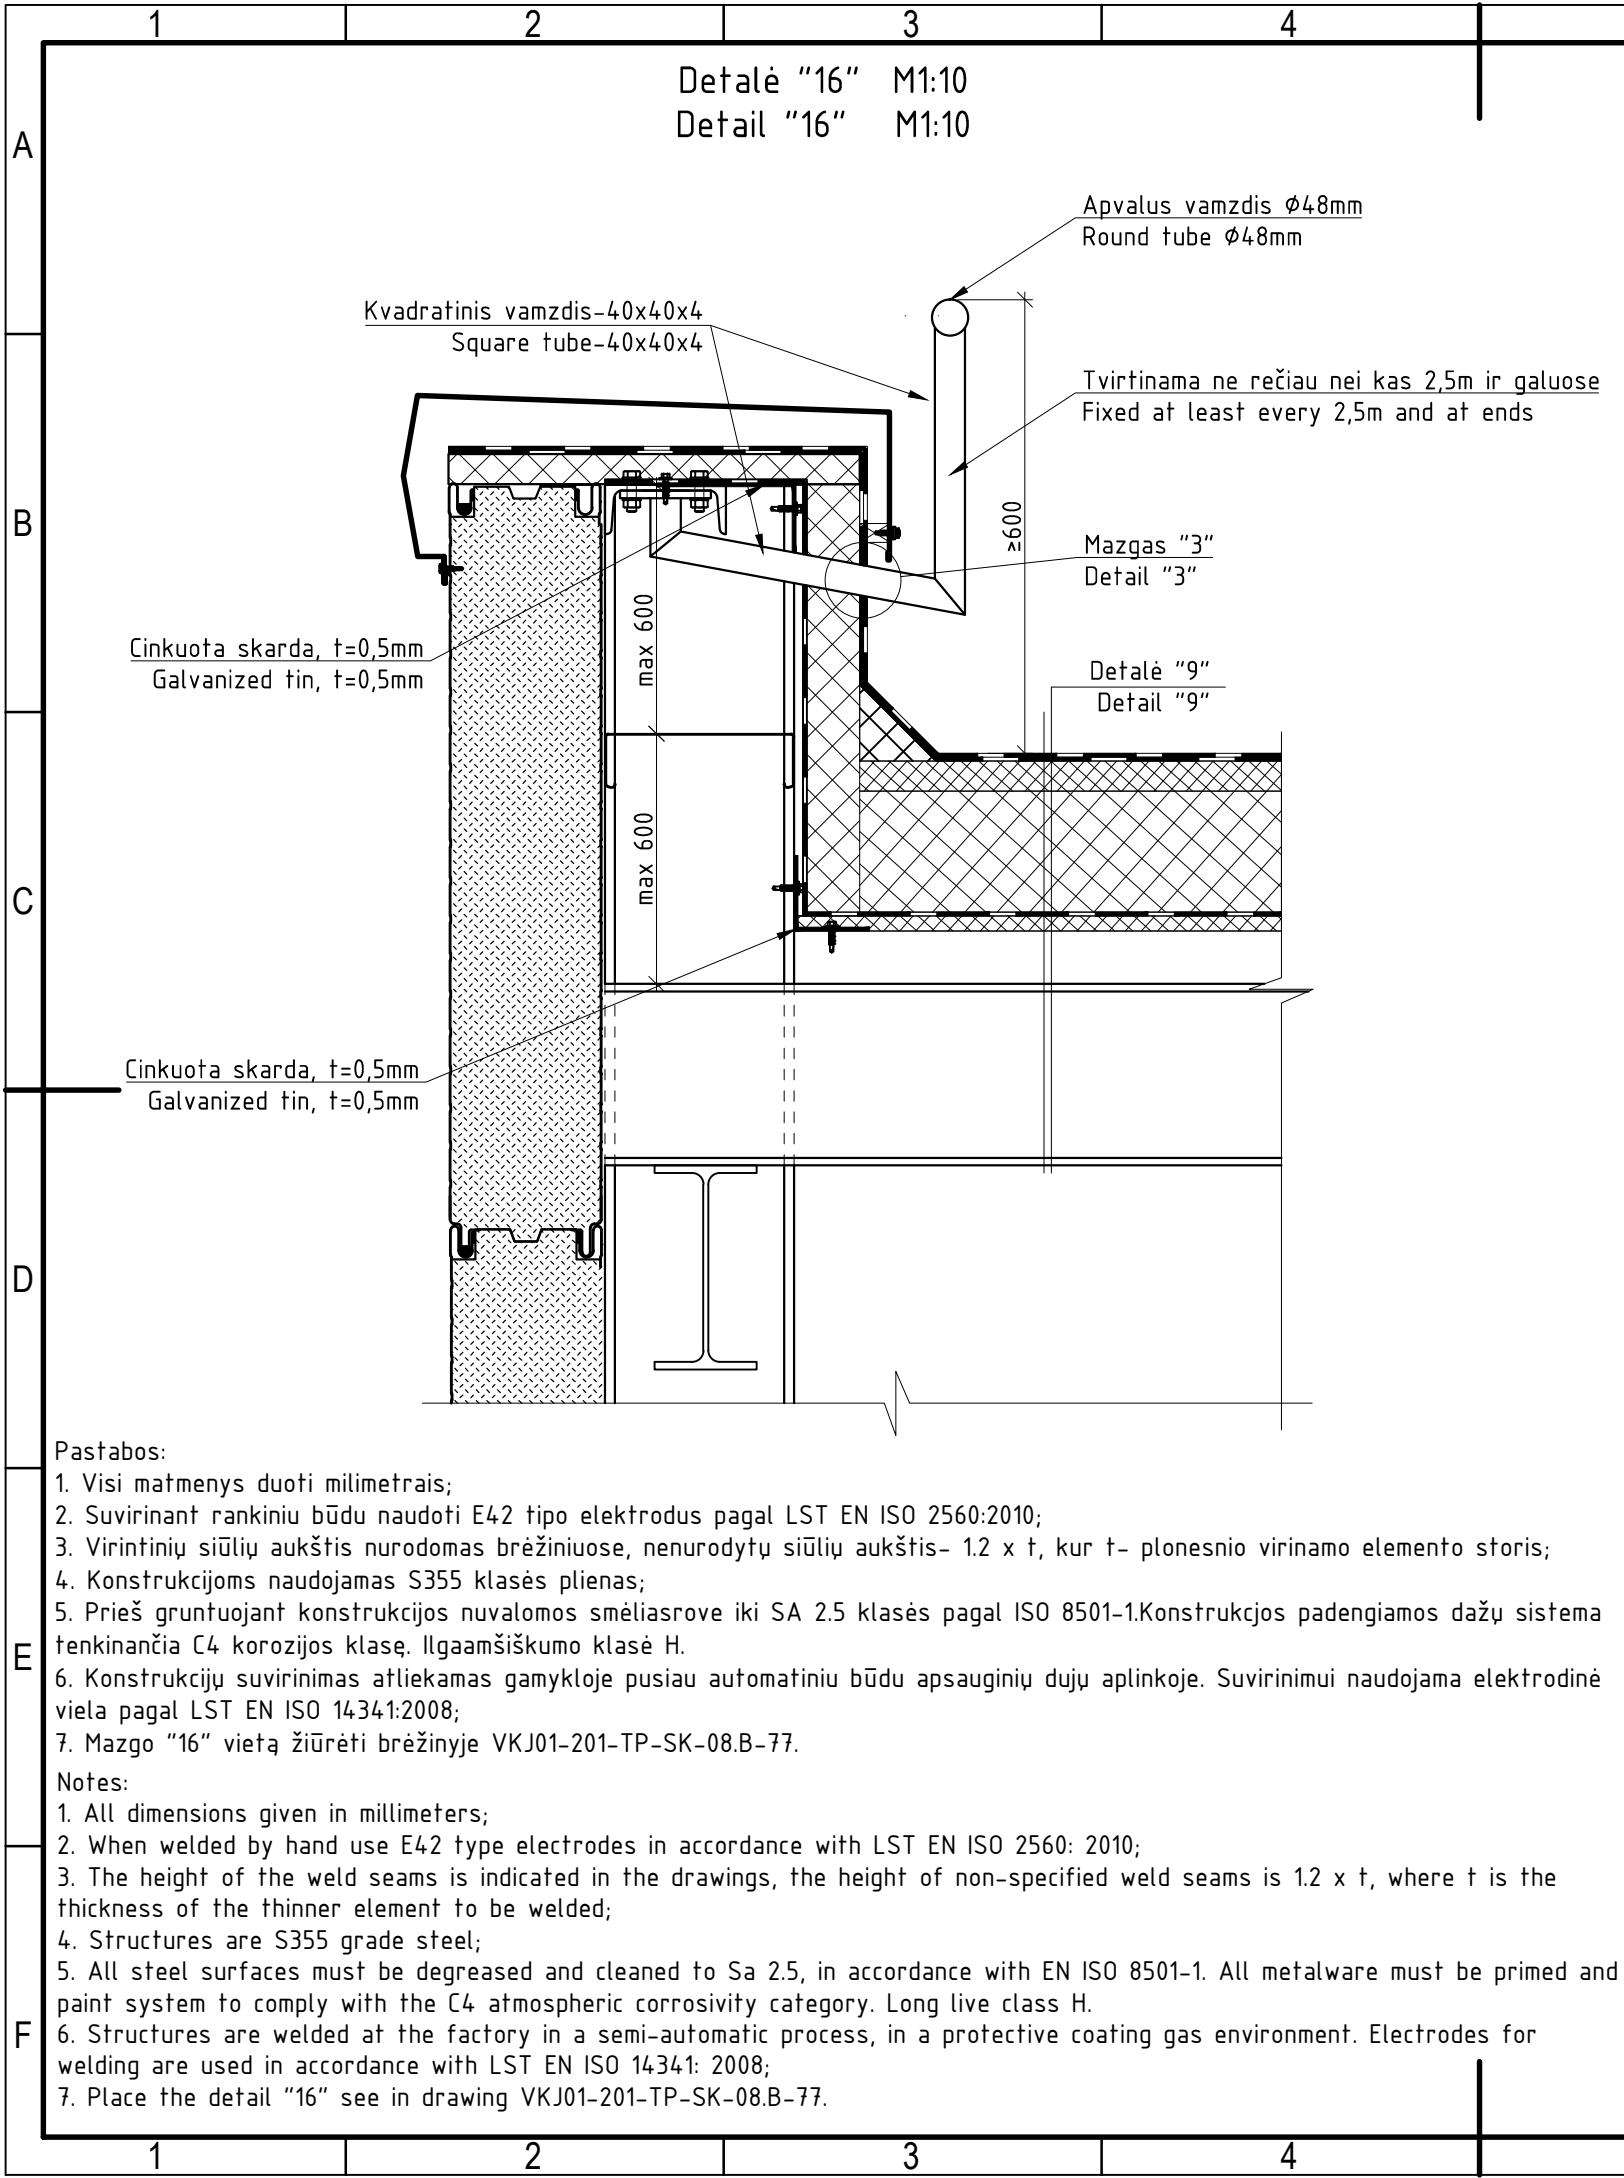 1 2 3 4
Detalė "16" M1:10
Detail "16" M1:10
A
Apvalus vamzdis Ø48mm
Round tube Ø48mm
Kvadratinis vamzdis-40x40x4
Square tube-40x40x4
Tvirtinama ne rečiau nei kas 2,5m ir galuose
Fixed at least every 2,5m and at ends
B
≥600
Mazgas "3"
Detail "3"
max 600
Cinkuota skarda, t=0,5mm
Galvanized tin, t=0,5mm
Detalė "9"
Detail "9"
max 600
C
Cinkuota skarda, t=0,5mm
Galvanized tin, t=0,5mm
D
Pastabos:
1. Visi matmenys duoti milimetrais;
2. Suvirinant rankiniu būdu naudoti E42 tipo elektrodus pagal LST EN ISO 2560:2010;
3. Virintinių siūlių aukštis nurodomas brėžiniuose, nenurodytų siūlių aukštis- 1.2 x t, kur t- plonesnio virinamo elemento storis;
4. Konstrukcijoms naudojamas S355 klasės plienas;
5. Prieš gruntuojant konstrukcijos nuvalomos smėliasrove iki SA 2.5 klasės pagal ISO 8501-1.Konstrukcjos padengiamos dažų sistema
tenkinančia C4 korozijos klasę. Ilgaamšiškumo klasė H.
E
6. Konstrukcijų suvirinimas atliekamas gamykloje pusiau automatiniu būdu apsauginių dujų aplinkoje. Suvirinimui naudojama elektrodinė
viela pagal LST EN ISO 14341:2008;
7. Mazgo "16" vietą žiūrėti brėžinyje VKJ01-201-TP-SK-08.B-77.
Notes:
1. All dimensions given in millimeters;
2. When welded by hand use E42 type electrodes in accordance with LST EN ISO 2560: 2010;
3. The height of the weld seams is indicated in the drawings, the height of non-specified weld seams is 1.2 x t, where t is the
thickness of the thinner element to be welded;
4. Structures are S355 grade steel;
5. All steel surfaces must be degreased and cleaned to Sa 2.5, in accordance with EN ISO 8501-1. All metalware must be primed and
paint system to comply with the C4 atmospheric corrosivity category. Long live class H.
F
6. Structures are welded at the factory in a semi-automatic process, in a protective coating gas environment. Electrodes for
welding are used in accordance with LST EN ISO 14341: 2008;
7. Place the detail "16" see in drawing VKJ01-201-TP-SK-08.B-77.
1 2 3 4